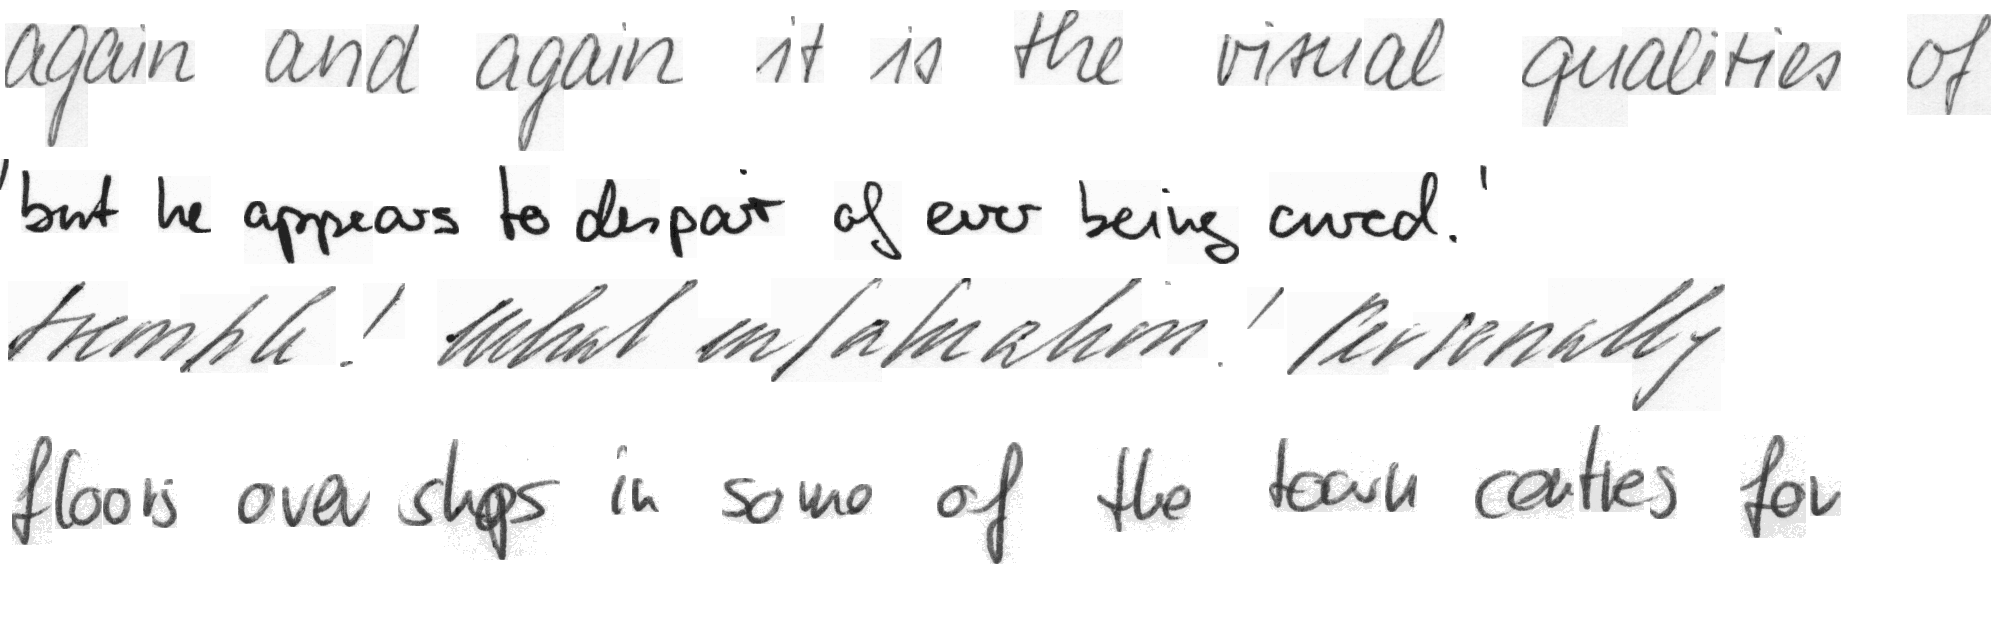 again and again it is the visual qualities of
'but he appears to despair of ever being cured.'
tremble! What infatuation! Personally
floors over shops in some of the town centres for